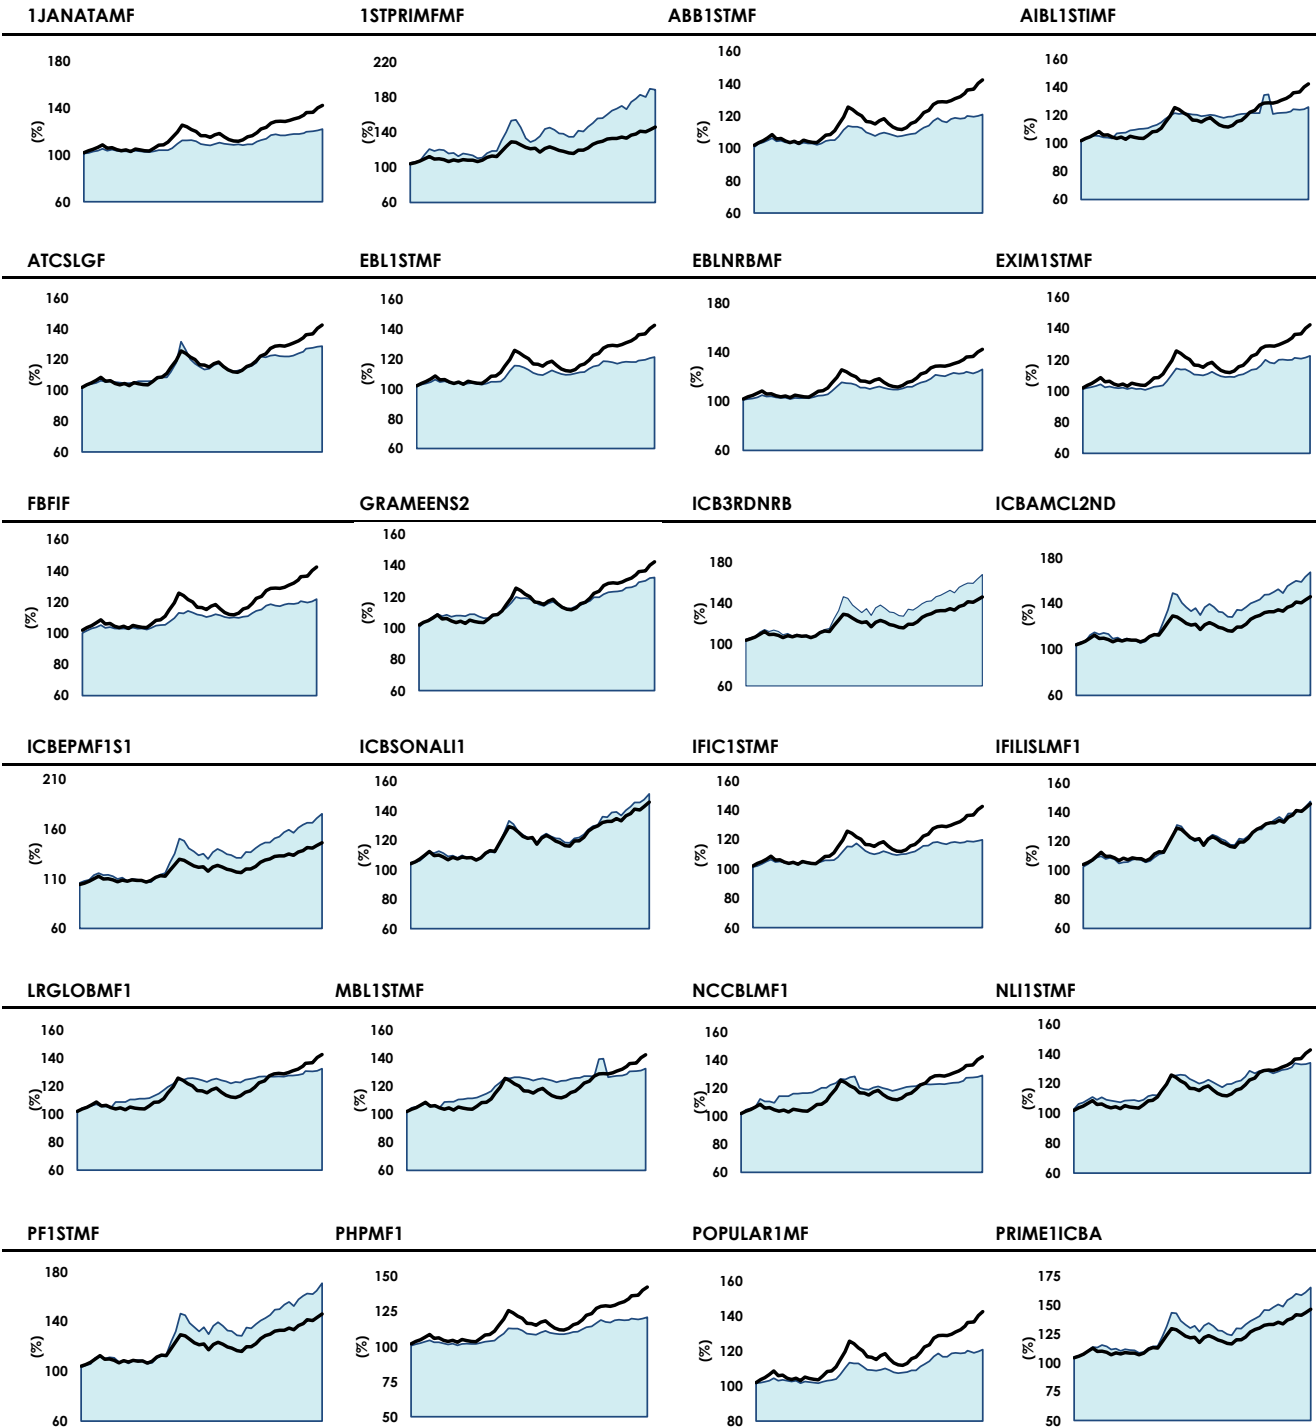 1JANATAMF 1STPRIMFMF ABB1STMF AIBL1STIMF
180 220 160 160
140 180 140 140
100 140 120 120
60 100 100 100
60 80 80
60 60
(%) (%) (%) (%)
ATCSLGF EBL1STMF EBLNRBMF EXIM1STMF
160 160 180 160
140 140 140 140
120 120 100 120
100 100 60 100
80 80 80
60 60 60
(%) (%) (%) (%)
FBFIF GRAMEENS2 ICB3RDNRB ICBAMCL2ND
160 160 180 180
140 140 140 140
120 120 100 100
100 100 60 60
80 80
60 60
(%) (%) (%) (%)
ICBEPMF1S1 ICBSONALI1 IFIC1STMF IFILISLMF1
210 160 160 160
160 140 140 140
110 120 120 120
60 100 100 100
80 80 80
60 60 60
(%) (%) (%) (%)
LRGLOBMF1 MBL1STMF NCCBLMF1 NLI1STMF
160 160 160 160
140 140 140 140
120 120 120 120
100 100 100 100
80 80 80 80
60 60 60 60
(%) (%) (%) (%)
PF1STMF PHPMF1 POPULAR1MF PRIME1ICBA
180 150 160 175
140 125 140 150
100 100 120 125
60 75 100 100
50 80 75
50
(%) (%) (%) (%)